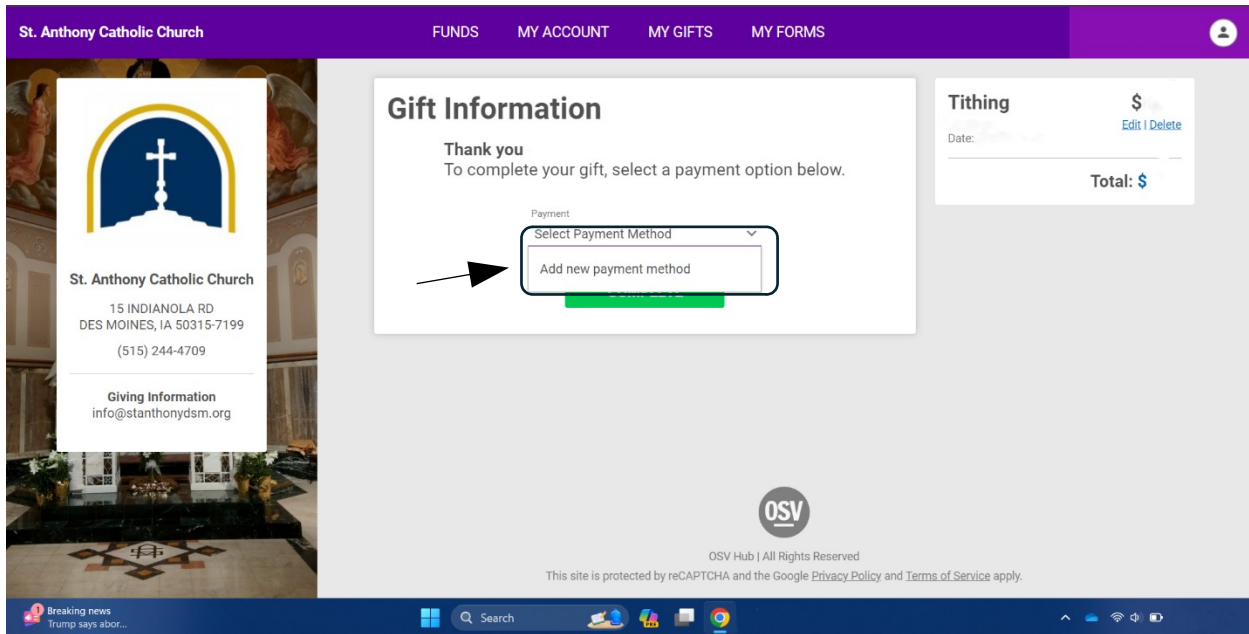 St. Anthony Catholic Church
FUNDS MY ACCOUNT MY GIFTS MY FORMS
St. Anthony Catholic Church
15 INDIANOLA RD
DES MOINES, IA 50315-7199
(515) 244-4709
Giving Information
info@stanthonydsm.org
Gift Information
Thank you
To complete your gift, select a payment option below.
Payment
Select Payment Method
Add new payment method
Tithing $
Edit | Delete
Date:
Total: $
OSV
OSV Hub | All Rights Reserved
This site is protected by reCAPTCHA and the Google Privacy Policy and Terms of Service apply.
1
Breaking news
Trump says abor...
Search
PRE